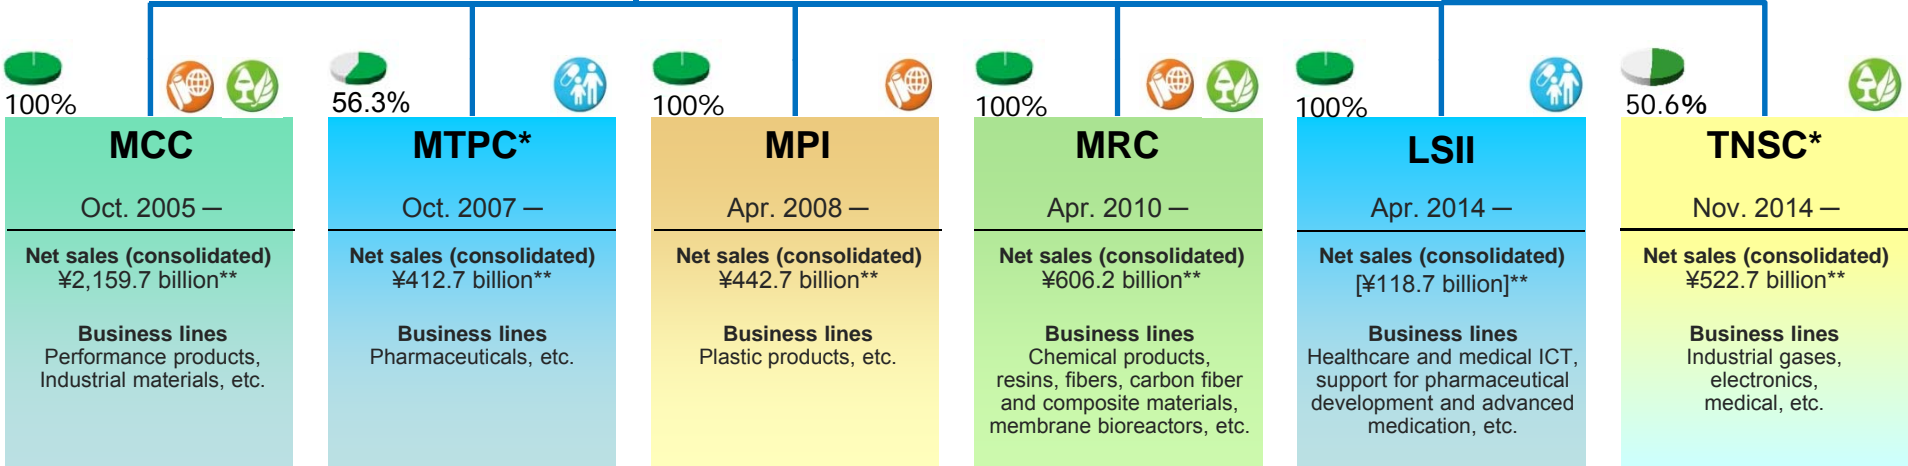 100%
MCC
Oct. 2005 —
Net sales (consolidated)
¥2,159.7 billion**
Business lines
Performance products,
Industrial materials, etc.
56.3%
MTPC*
Oct. 2007 —
Net sales (consolidated)
¥412.7 billion**
Business lines
Pharmaceuticals, etc.
100%
MPI
Apr. 2008 —
Net sales (consolidated)
¥442.7 billion**
Business lines
Plastic products, etc.
100%
MRC
Apr. 2010 —
Net sales (consolidated)
¥606.2 billion**
Business lines
Chemical products,
resins, fibers, carbon fiber
and composite materials,
membrane bioreactors, etc.
100%
LSII
Apr. 2014 —
Net sales (consolidated)
[¥118.7 billion]**
Business lines
Healthcare and medical ICT,
support for pharmaceutical
development and advanced
medication, etc.
50.6%
TNSC*
Nov. 2014 —
Net sales (consolidated)
¥522.7 billion**
Business lines
Industrial gases,
electronics,
medical, etc.